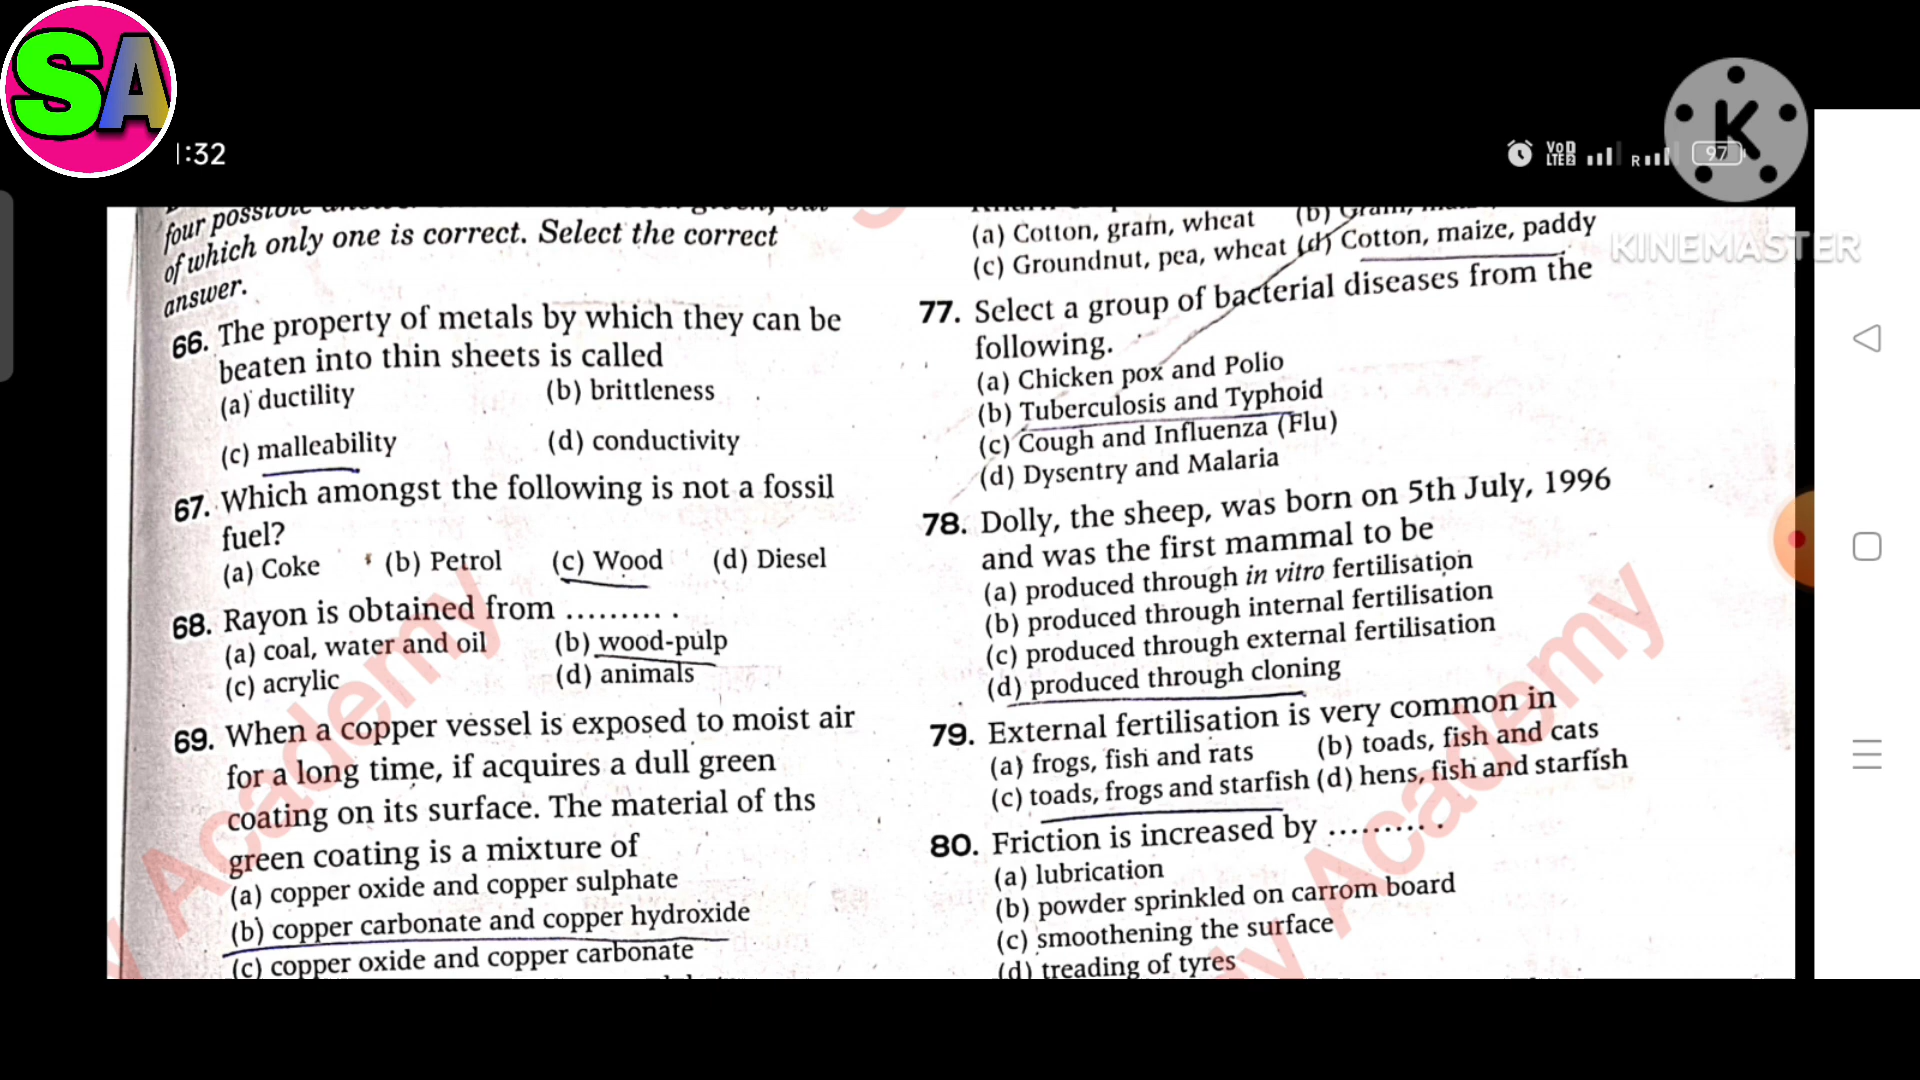 SA
1:32
Vo
LTE2
R
97
K
KINEMASTER
four possible
of which only one is correct. Select the correct
answer.
66. The property of metals by which they can be
beaten into thin sheets is called
(a) ductility (b) brittleness
(c) malleability (d) conductivity
67. Which amongst the following is not a fossil
fuel?
(a) Coke (b) Petrol (c) Wood (d) Diesel
68. Rayon is obtained from .......... .
(a) coal, water and oil (b) wood-pulp
(c) acrylic (d) animals
69. When a copper vessel is exposed to moist air
for a long time, if acquires a dull green
coating on its surface. The material of ths
green coating is a mixture of
(a) copper oxide and copper sulphate
(b) copper carbonate and copper hydroxide
(c) copper oxide and copper carbonate
(a) Cotton, gram, wheat (b) Gram,
(c) Groundnut, pea, wheat (d) Cotton, maize, paddy
77. Select a group of bacterial diseases from the
following.
(a) Chicken pox and Polio
(b) Tuberculosis and Typhoid
(c) Cough and Influenza (Flu)
(d) Dysentry and Malaria
78. Dolly, the sheep, was born on 5th July, 1996
and was the first mammal to be
(a) produced through in vitro fertilisation
(b) produced through internal fertilisation
(c) produced through external fertilisation
(d) produced through cloning
79. External fertilisation is very common in
(a) frogs, fish and rats (b) toads, fish and cats
(c) toads, frogs and starfish (d) hens, fish and starfish
80. Friction is increased by .......... .
(a) lubrication
(b) powder sprinkled on carrom board
(c) smoothening the surface
(d) treading of tyres
Academy
Academy